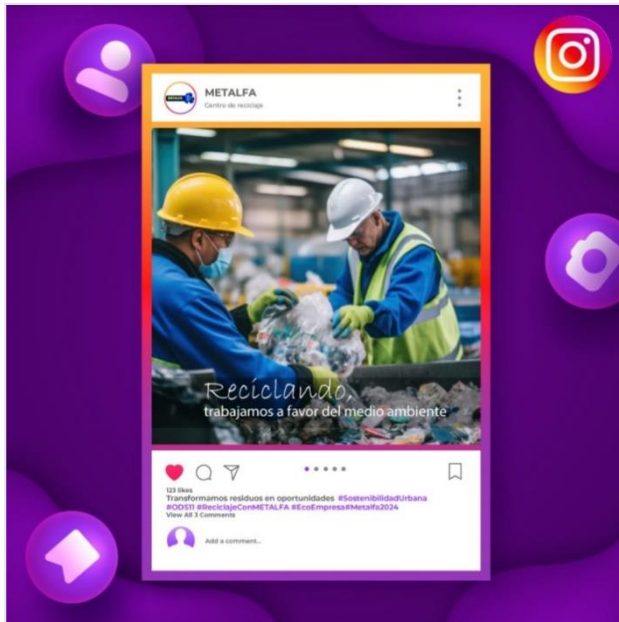 METALFA
Centro de reciclaje
METALFA
Reciclando,
trabajamos a favor del medio ambiente
123 likes
Transformamos residuos en oportunidades #SostenibilidadUrbana
#ODS11 #ReciclajeConMETALFA #EcoEmpresa#Metalfa2024
View All 3 Comments
Add a comment...